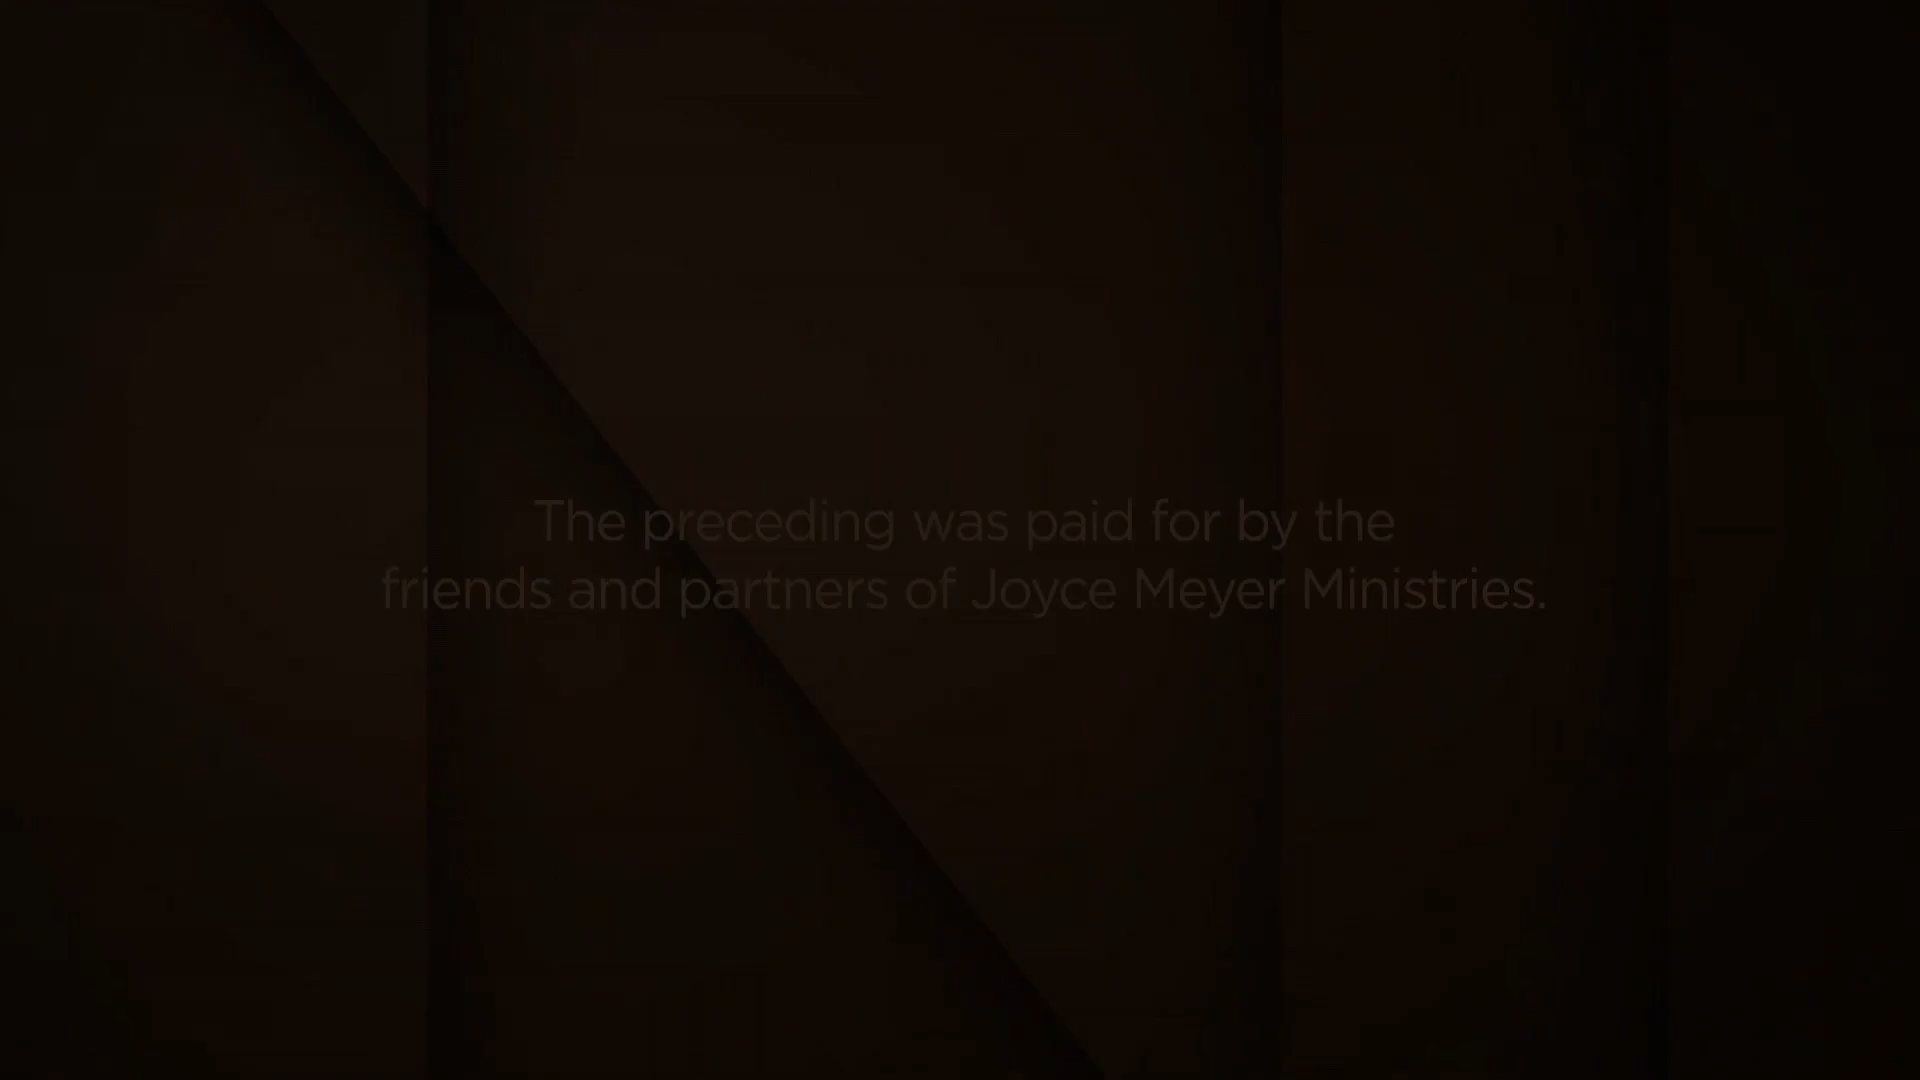 The preceding was paid for by the
friends and partners of Joyce Meyer Ministries.